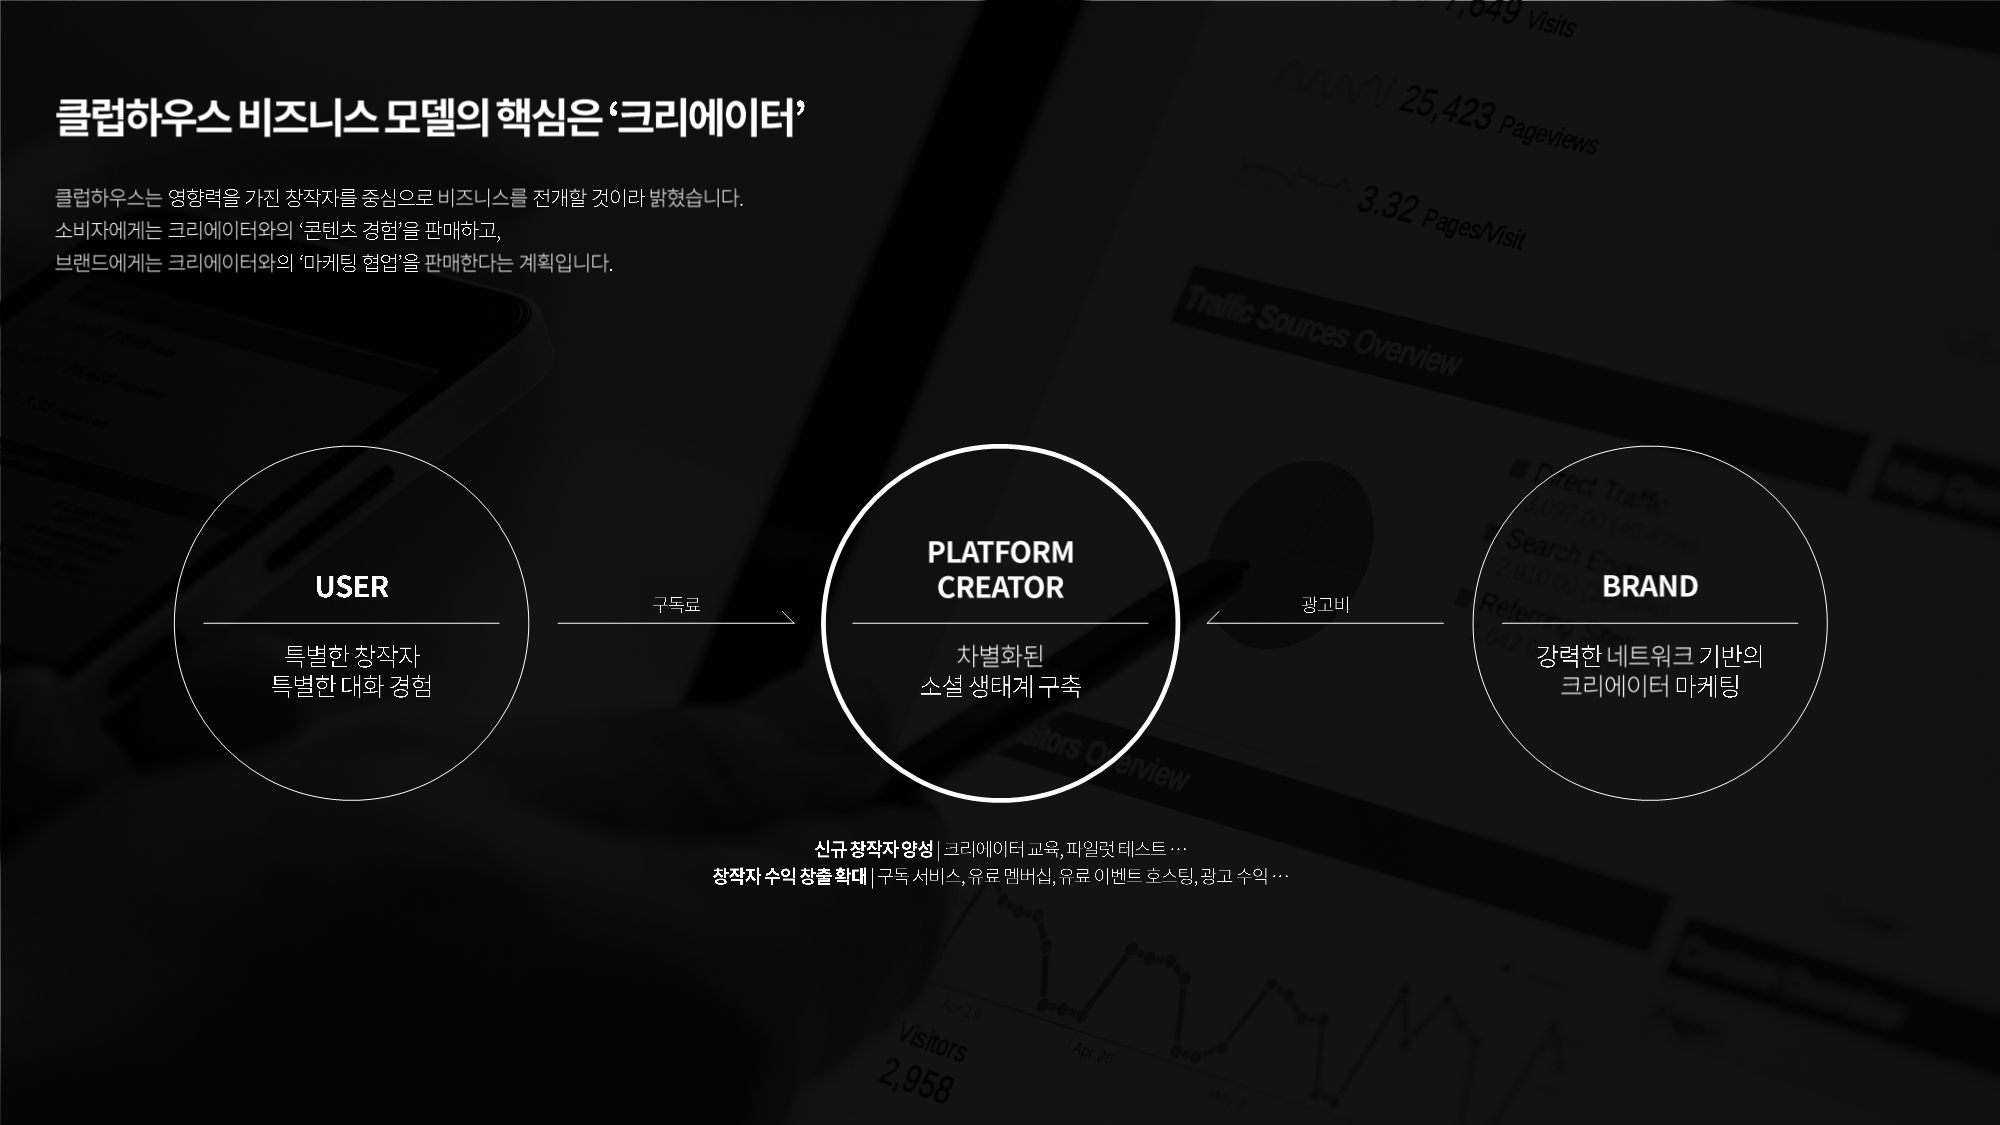 클럽하우스 비즈니스 모델의 핵심은 ‘크리에이터’
클럽하우스는 영향력을 가진 창작자를 중심으로 비즈니스를 전개할 것이라 밝혔습니다.
소비자에게는 크리에이터와의 ‘콘텐츠 경험’을 판매하고,
브랜드에게는 크리에이터와의 ‘마케팅 협업’을 판매한다는 계획입니다.
7,649 Visits
25,423 Pageviews
3.32 Pages/Visit
Traffic Sources Overview
Direct Traffic
Search Engines
USER
특별한 창작자
특별한 대화 경험
구독료
PLATFORM
CREATOR
차별화된
소셜 생태계 구축
광고비
BRAND
강력한 네트워크 기반의
크리에이터 마케팅
Overview
신규 창작자 양성 | 크리에이터 교육, 파일럿 테스트 ⋯
창작자 수익 창출 확대 | 구독 서비스, 유료 멤버십, 유료 이벤트 호스팅, 광고 수익 ⋯
Apr 19
Apr 26
Visitors
2,958